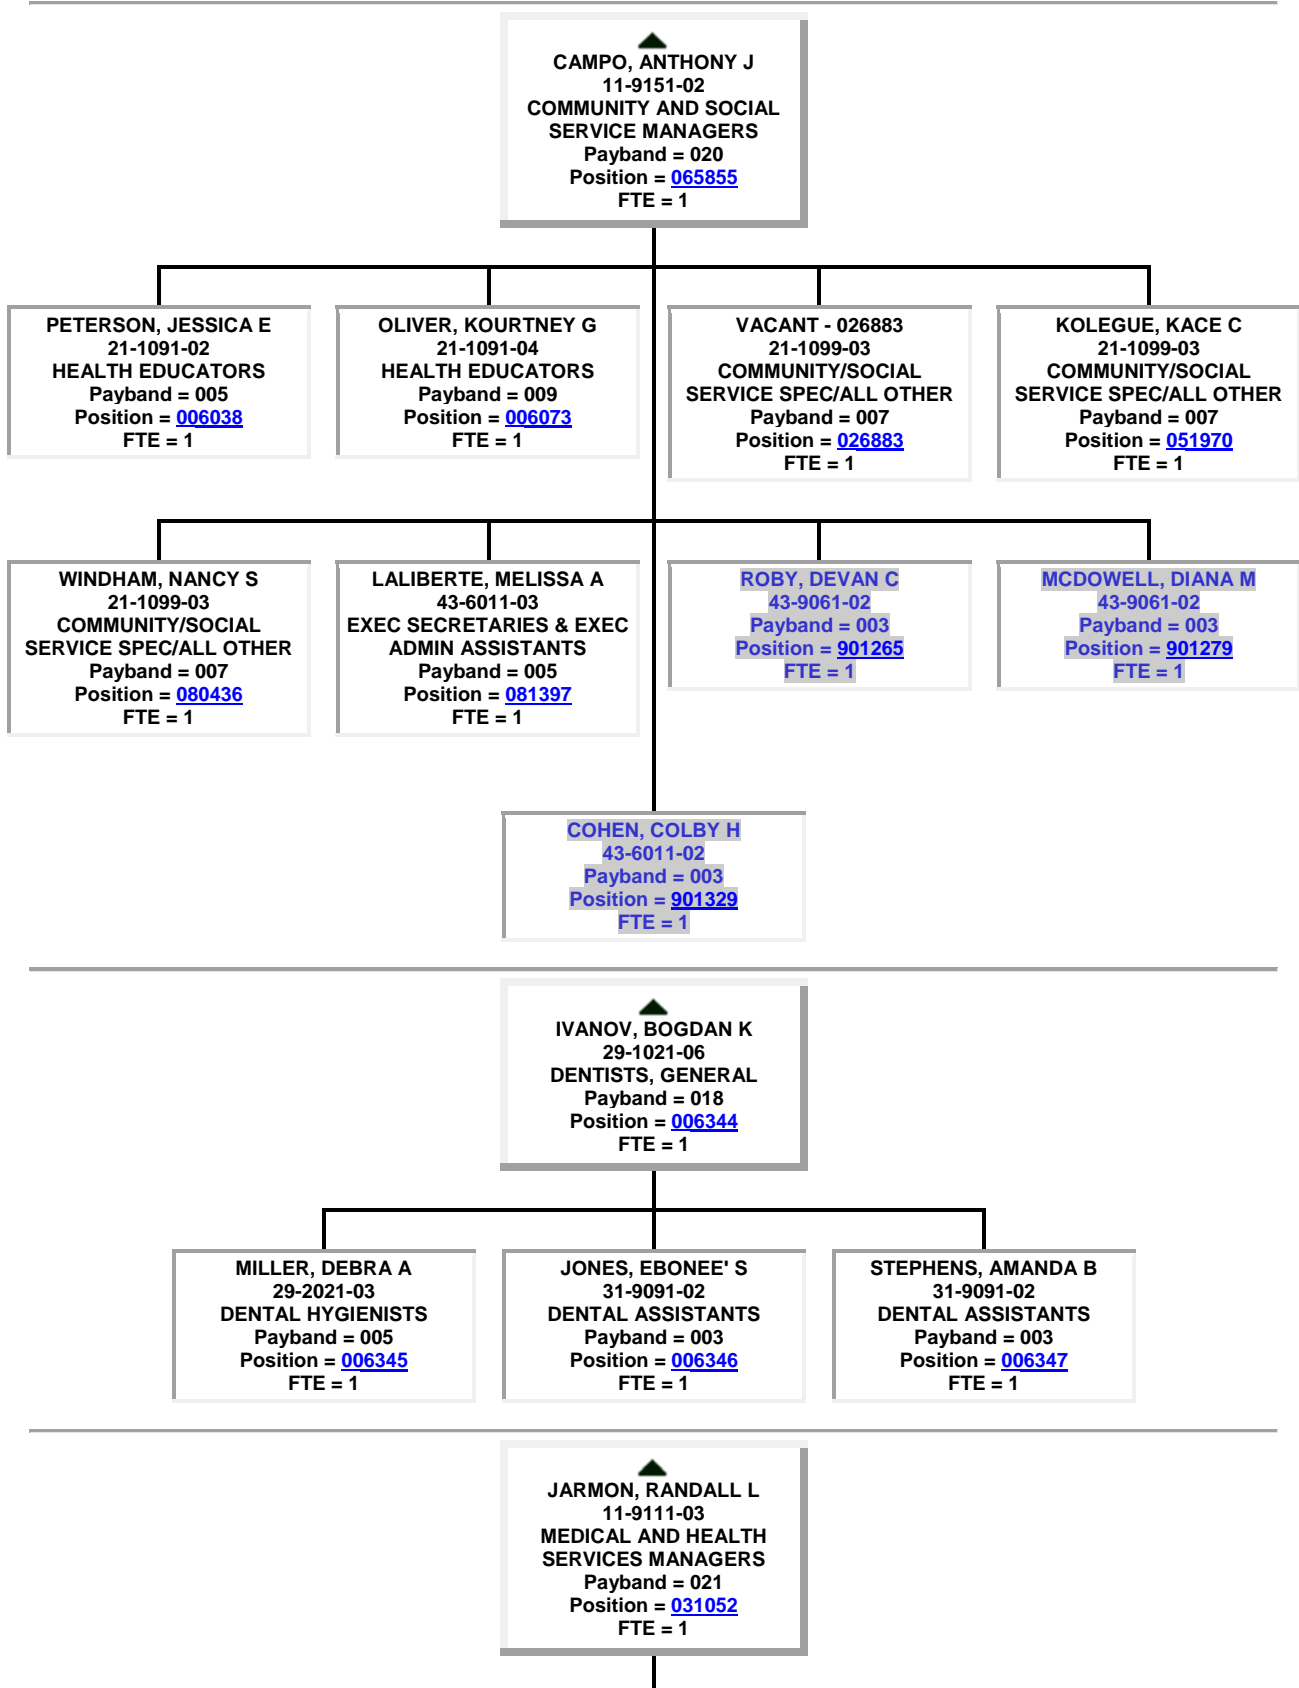 CAMPO, ANTHONY J
11-9151-02
COMMUNITY AND SOCIAL
SERVICE MANAGERS
Payband = 020
Position = 065855
FTE = 1
PETERSON, JESSICA E
21-1091-02
HEALTH EDUCATORS
Payband = 005
Position = 006038
FTE = 1
OLIVER, KOURTNEY G
21-1091-04
HEALTH EDUCATORS
Payband = 009
Position = 006073
FTE = 1
VACANT - 026883
21-1099-03
COMMUNITY/SOCIAL
SERVICE SPEC/ALL OTHER
Payband = 007
Position = 026883
FTE = 1
KOLEGUE, KACE C
21-1099-03
COMMUNITY/SOCIAL
SERVICE SPEC/ALL OTHER
Payband = 007
Position = 051970
FTE = 1
WINDHAM, NANCY S
21-1099-03
COMMUNITY/SOCIAL
SERVICE SPEC/ALL OTHER
Payband = 007
Position = 080436
FTE = 1
LALIBERTE, MELISSA A
43-6011-03
EXEC SECRETARIES & EXEC
ADMIN ASSISTANTS
Payband = 005
Position = 081397
FTE = 1
ROBY, DEVAN C
43-9061-02
Payband = 003
Position = 901265
FTE = 1
MCDOWELL, DIANA M
43-9061-02
Payband = 003
Position = 901279
FTE = 1
COHEN, COLBY H
43-6011-02
Payband = 003
Position = 901329
FTE = 1
IVANOV, BOGDAN K
29-1021-06
DENTISTS, GENERAL
Payband = 018
Position = 006344
FTE = 1
MILLER, DEBRA A
29-2021-03
DENTAL HYGIENISTS
Payband = 005
Position = 006345
FTE = 1
JONES, EBONEE' S
31-9091-02
DENTAL ASSISTANTS
Payband = 003
Position = 006346
FTE = 1
STEPHENS, AMANDA B
31-9091-02
DENTAL ASSISTANTS
Payband = 003
Position = 006347
FTE = 1
JARMON, RANDALL L
11-9111-03
MEDICAL AND HEALTH
SERVICES MANAGERS
Payband = 021
Position = 031052
FTE = 1